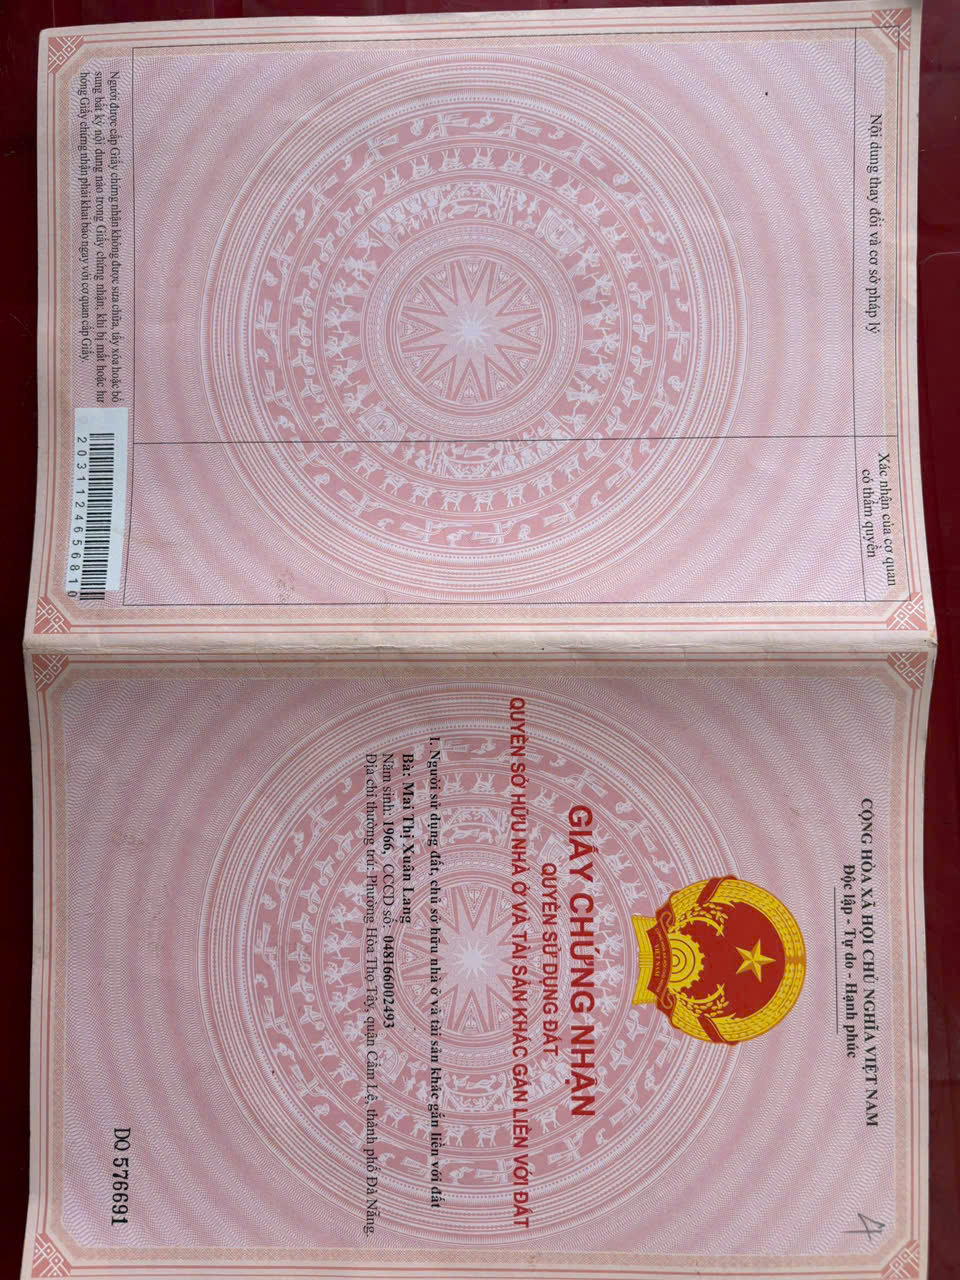 Nội dung thay đổi và cơ sở pháp lý
Xác nhận của cơ quan
có thẩm quyền
Người được cấp Giấy chứng nhận không được sửa chữa, tẩy xóa hoặc bổ
sung bất kỳ nội dung nào trong Giấy chứng nhận; khi bị mất hoặc hư
hỏng Giấy chứng nhận phải khai báo ngay với cơ quan cấp Giấy.
203112465681 0
CỘNG HÒA XÃ HỘI CHỦ NGHĨA VIỆT NAM
Độc lập - Tự do - Hạnh phúc
VIỆT NAM
GIẤY CHỨNG NHẬN
QUYỀN SỬ DỤNG ĐẤT
QUYỀN SỞ HỮU NHÀ Ở VÀ TÀI SẢN KHÁC GẮN LIỀN VỚI ĐẤT
I. Người sử dụng đất, chủ sở hữu nhà ở và tài sản khác gắn liền với đất
Bà: Mai Thị Xuân Lang
Năm sinh: 1966, CCCD số: 048166002493
Địa chỉ thường trú: Phường Hòa Thọ Tây, quận Cẩm Lệ, thành phố Đà Nẵng.
DQ 576691